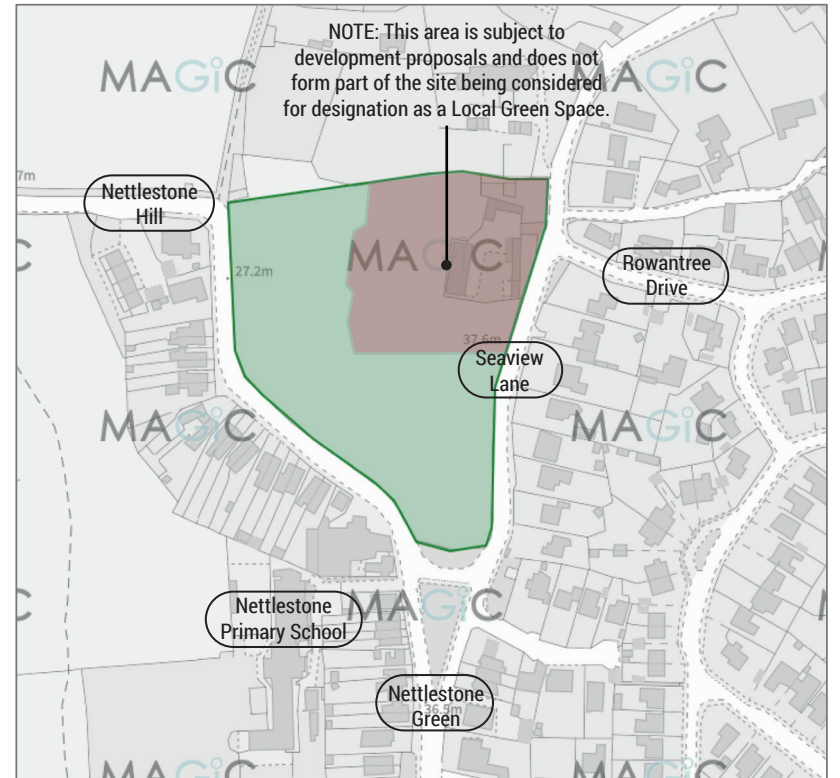 NOTE: This area is subject to
development proposals and does not
form part of the site being considered
for designation as a Local Green Space.
MAGiC
MAGiC
7m
Nettlestone
Hill
C
MAGiC
27.2m
Rowantree
Drive
37.6m
Seaview
Lane
MAGiC
MAGiC
C
Nettlestone
Primary School
MAGiC
Nettlestone
Green
36.5m
MAGiC
MAGiC